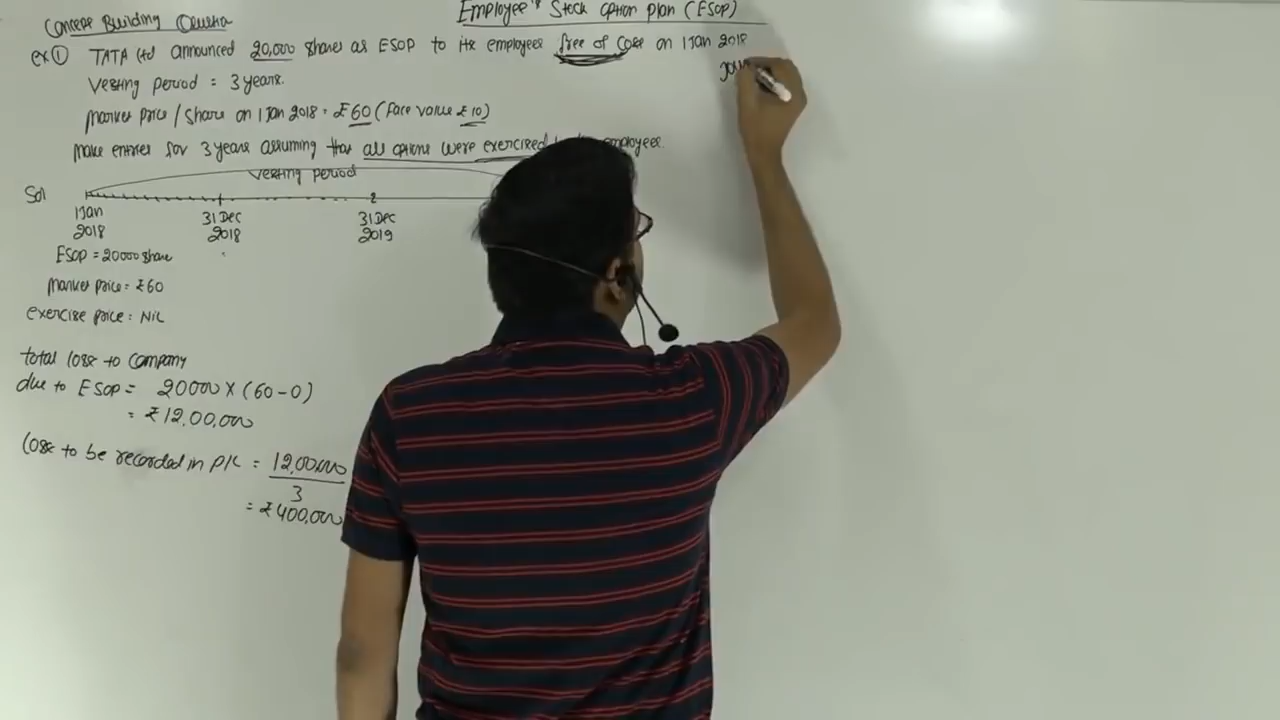 Employee's Stock option plan (ESOP)
Concept Building Question
ex ① TATA Ltd announced 20,000 shares as ESOP to its employees free of cost on 1 Jan 2018
Vesting period = 3 years.
Market price / share on 1 Jan 2018 = ₹60 (face value ₹10)
Make entries for 3 years assuming that all options were exercised employees.
Vesting period
Sol
1 Jan 31 Dec 2 31 Dec
2018 2018 2019
ESOP = 20000 share
Market price = ₹60
exercise price = NIL
total loss to company
due to ESOP = 20000 × (60 - 0)
= ₹12,00,000
loss to be recorded in P/L = 12,00,000
3
= ₹400,000